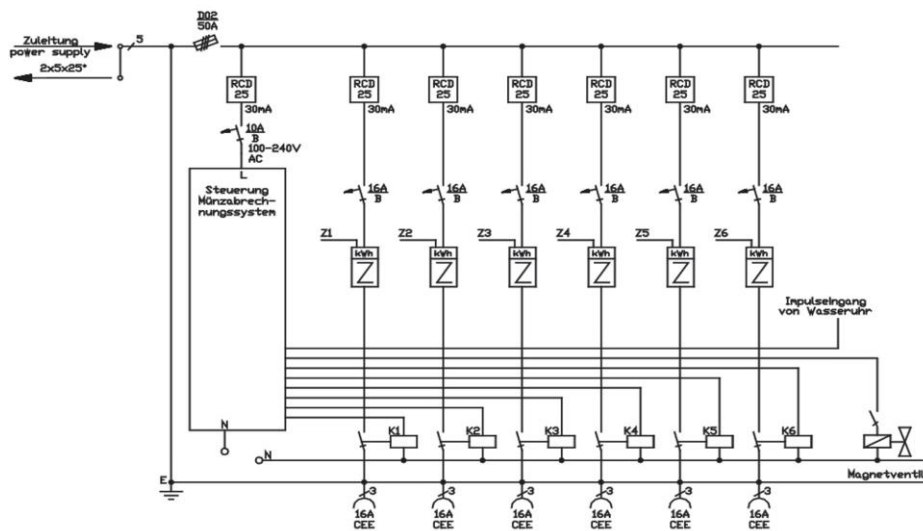 D02
50A
Zuleitung
power supply
5
2x5x25°
RCD
25
30mA
RCD
25
30mA
RCD
25
30mA
RCD
25
30mA
RCD
25
30mA
RCD
25
30mA
RCD
25
30mA
10A
B
100-240V
AC
L
Steuerung
Münzabrech-
nungssystem
16A
B
16A
B
16A
B
16A
B
16A
B
16A
B
Z1
Z2
Z3
Z4
Z5
Z6
kWh
Z
kWh
Z
kWh
Z
kWh
Z
kWh
Z
kWh
Z
Impulseingang
von Wasseruhr
N
K1
K2
K3
K4
K5
K6
N
Magnetventil
E
3
3
3
3
3
3
16A
CEE
16A
CEE
16A
CEE
16A
CEE
16A
CEE
16A
CEE